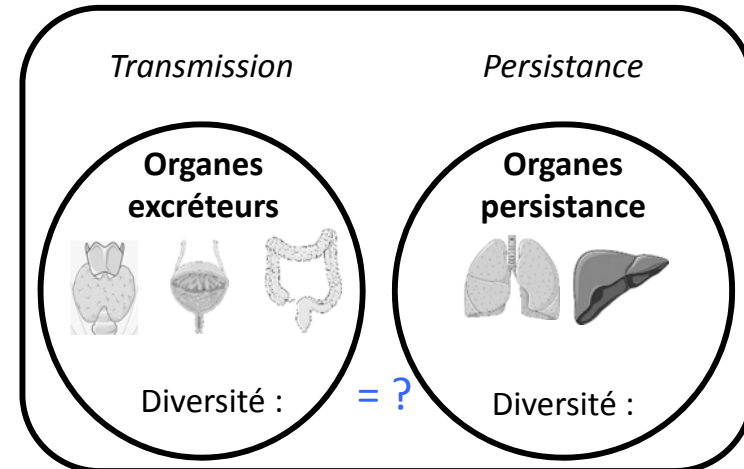 Transmission
Persistance
Organes
excréteurs
Organes
persistance
Diversité :
= ?
Diversité :